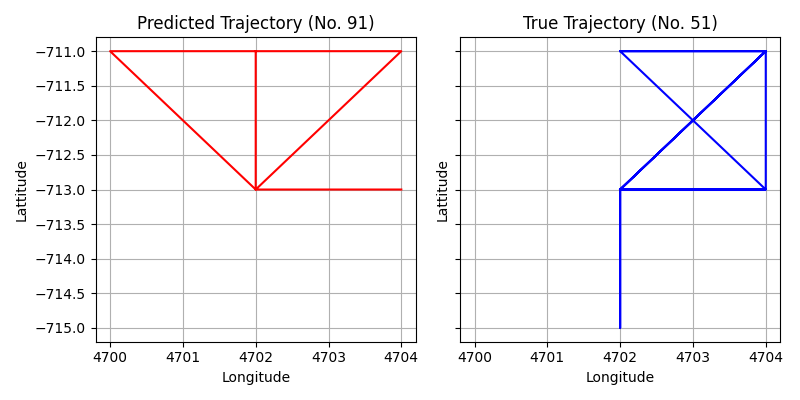 Predicted Trajectory (No. 91)
True Trajectory (No. 51)
Lattitude
−711.0
−711.5
−712.0
−712.5
−713.0
−713.5
−714.0
−714.5
−715.0
4700 4701 4702 4703 4704
Longitude
Lattitude
4700 4701 4702 4703 4704
Longitude